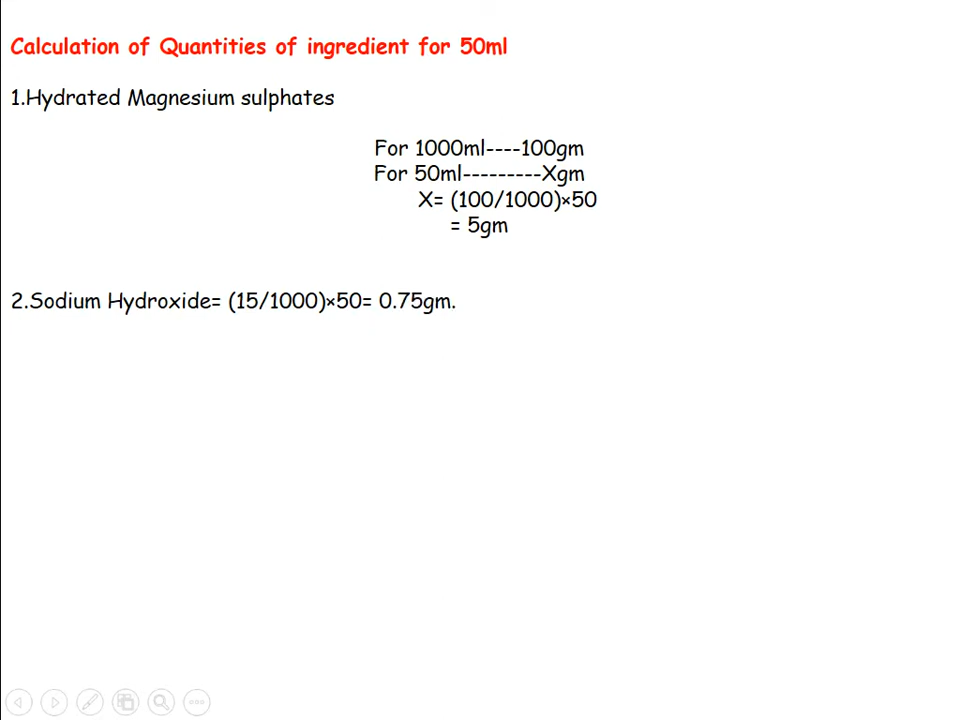 Calculation of Quantities of ingredient for 50ml
1.Hydrated Magnesium sulphates
For 1000ml----100gm
For 50ml---------Xgm
X= (100/1000)×50
= 5gm
2.Sodium Hydroxide= (15/1000)×50= 0.75gm.